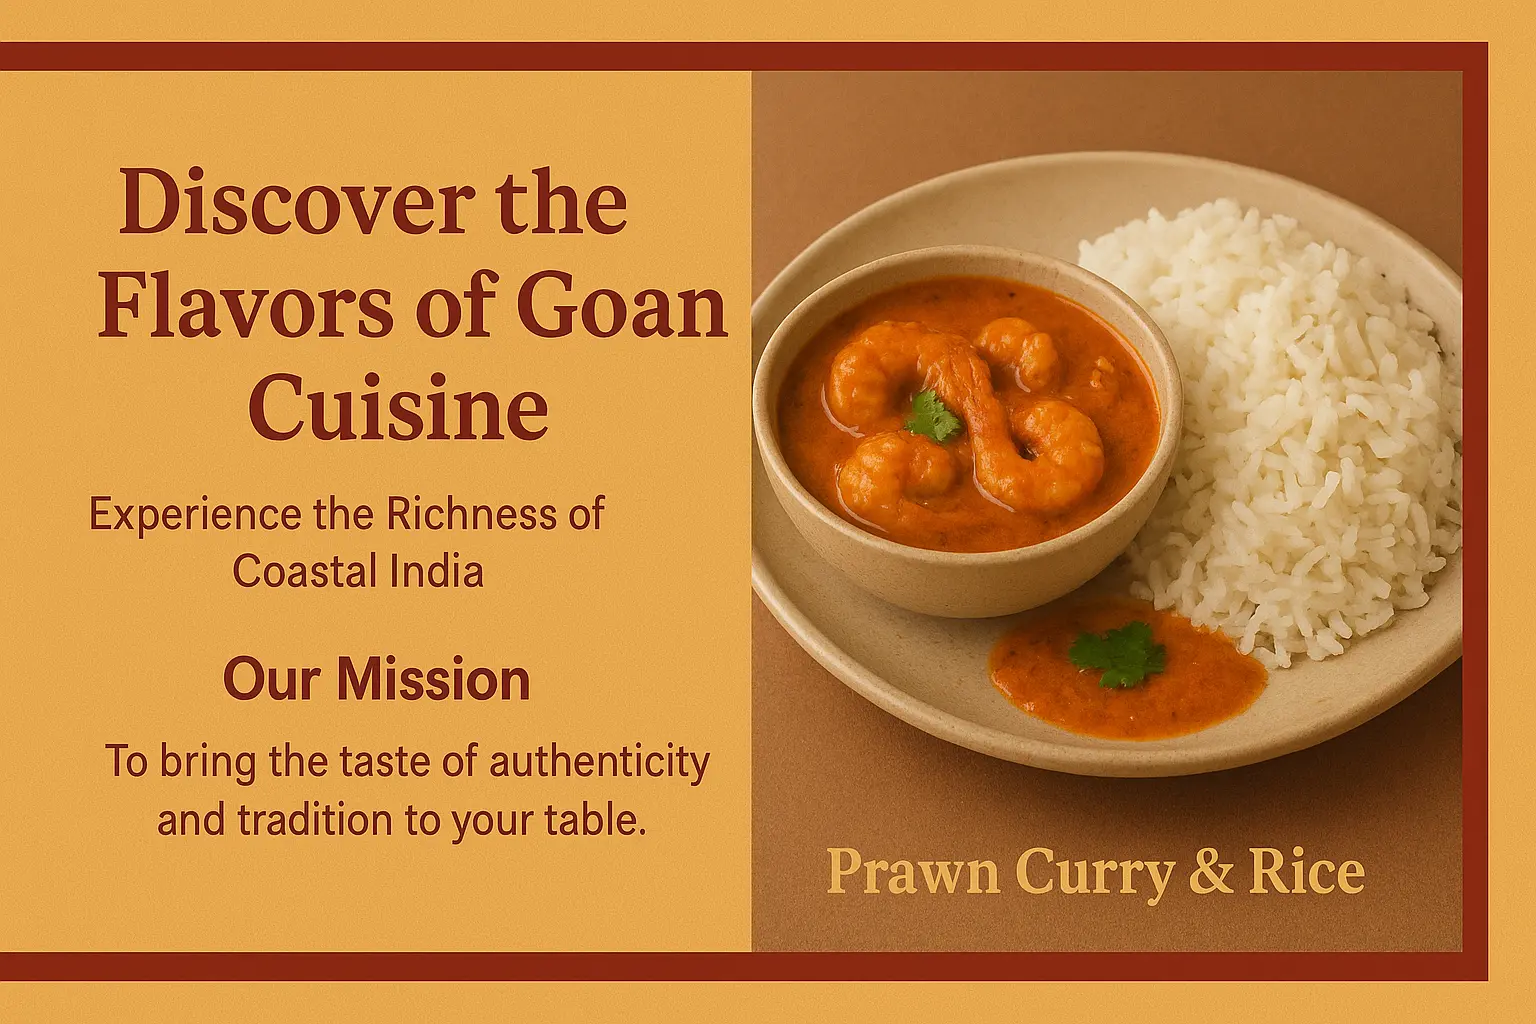 Discover the
Flavors of Goan
Cuisine
Experience the Richness of
Coastal India
Our Mission
To bring the taste of authenticity
and tradition to your table.
Prawn Curry & Rice